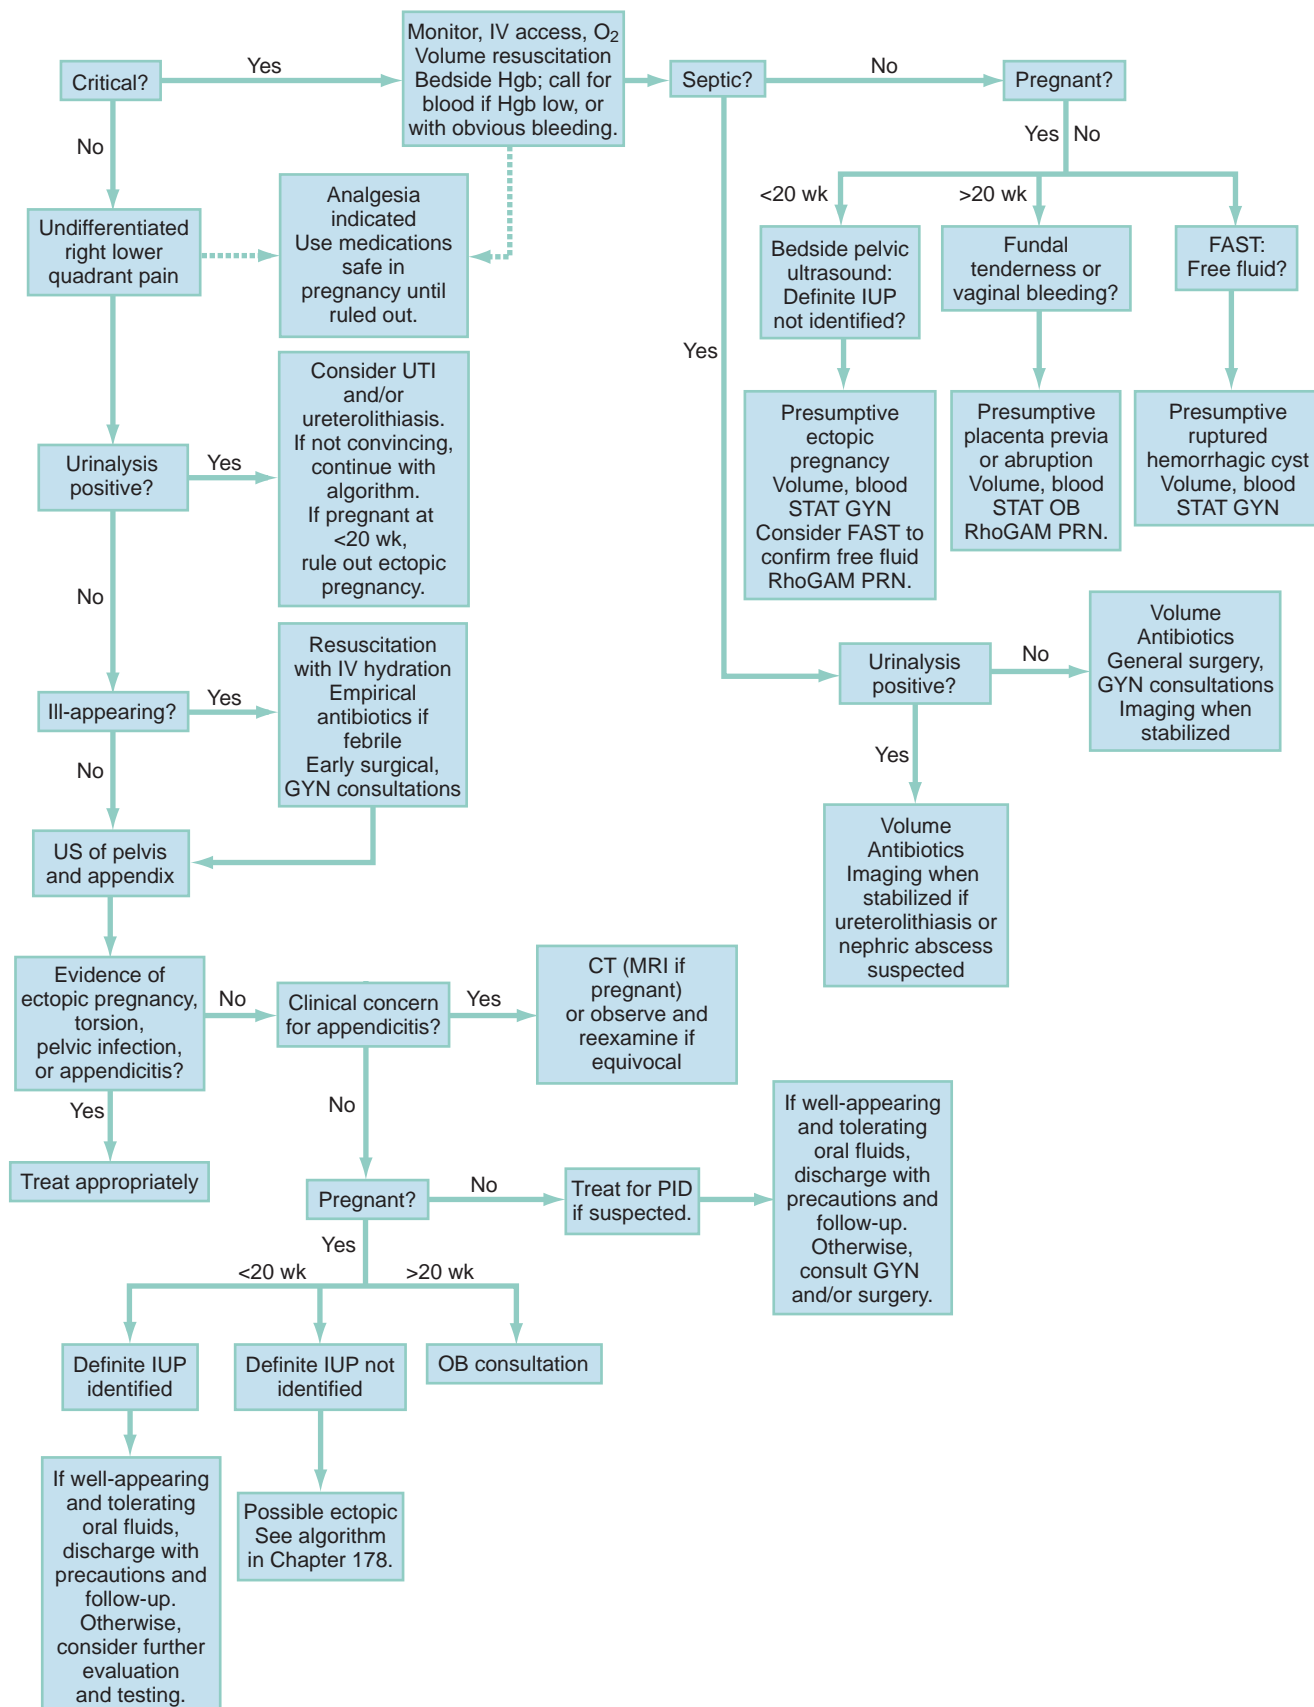 Critical?
Yes
Monitor, IV access, O2
Volume resuscitation
Bedside Hgb; call for
blood if Hgb low, or
with obvious bleeding.
Septic?
No
Pregnant?
Yes
No
No
Undifferentiated
right lower
quadrant pain
Analgesia
indicated
Use medications
safe in
pregnancy until
ruled out.
<20 wk
>20 wk
Bedside pelvic
ultrasound:
Definite IUP
not identified?
Fundal
tenderness or
vaginal bleeding?
FAST:
Free fluid?
Yes
Presumptive
ectopic
pregnancy
Volume, blood
STAT GYN
Consider FAST to
confirm free fluid
RhoGAM PRN.
Presumptive
placenta previa
or abruption
Volume, blood
STAT OB
RhoGAM PRN.
Presumptive
ruptured
hemorrhagic cyst
Volume, blood
STAT GYN
Urinalysis
positive?
Yes
Consider UTI
and/or
ureterolithiasis.
If not convincing,
continue with
algorithm.
If pregnant at
<20 wk,
rule out ectopic
pregnancy.
No
Urinalysis
positive?
No
Volume
Antibiotics
General surgery,
GYN consultations
Imaging when
stabilized
Yes
Volume
Antibiotics
Imaging when
stabilized if
ureterolithiasis or
nephric abscess
suspected
Ill-appearing?
Yes
Resuscitation
with IV hydration
Empirical
antibiotics if
febrile
Early surgical,
GYN consultations
No
US of pelvis
and appendix
Evidence of
ectopic pregnancy,
torsion,
pelvic infection,
or appendicitis?
No
Clinical concern
for appendicitis?
Yes
CT (MRI if
pregnant)
or observe and
reexamine if
equivocal
Yes
Treat appropriately
No
Pregnant?
No
Treat for PID
if suspected.
If well-appearing
and tolerating
oral fluids,
discharge with
precautions and
follow-up.
Otherwise,
consult GYN
and/or surgery.
Yes
<20 wk
>20 wk
Definite IUP
identified
Definite IUP not
identified
OB consultation
If well-appearing
and tolerating
oral fluids,
discharge with
precautions and
follow-up.
Otherwise,
consider further
evaluation
and testing.
Possible ectopic
See algorithm
in Chapter 178.